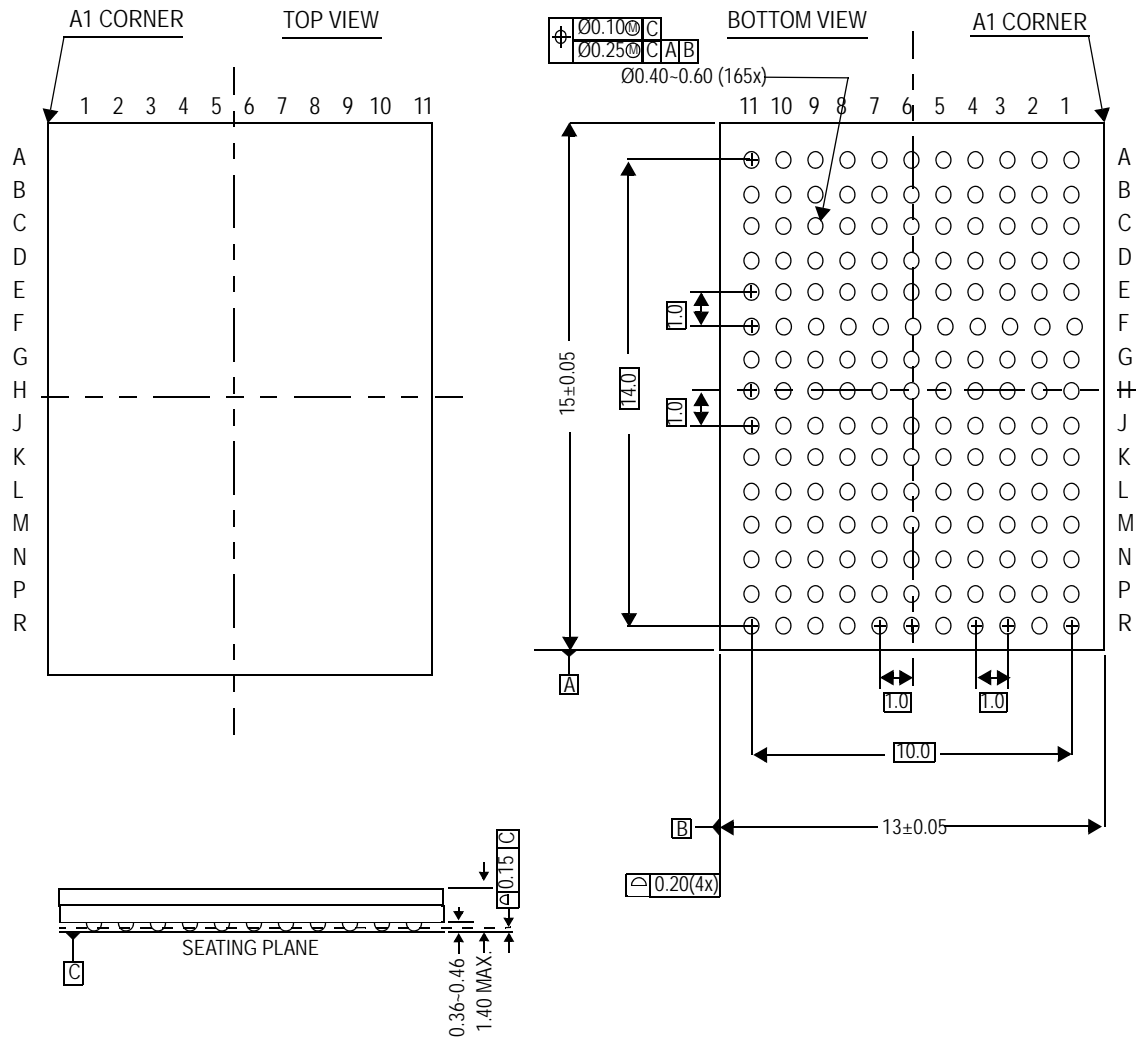 A1 CORNER
TOP VIEW
1 2 3 4 5 6 7 8 9 10 11
A
B
C
D
E
F
G
H
J
K
L
M
N
P
R
Ø0.10Ⓜ C
Ø0.25Ⓜ C A B
Ø0.40~0.60 (165x)
BOTTOM VIEW
A1 CORNER
11 10 9 8 7 6 5 4 3 2 1
A
B
C
D
E
F
G
H
J
K
L
M
N
P
R
15±0.05
14.0
1.0
1.0
A
1.0
1.0
10.0
B
13±0.05
0.20(4x)
0.15 C
SEATING PLANE
C
0.36~0.46
1.40 MAX.